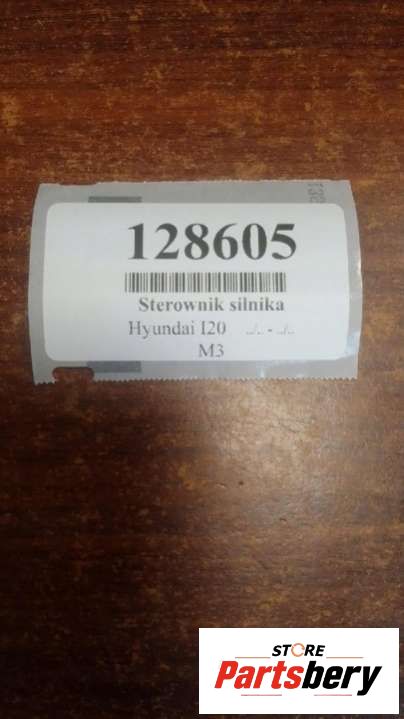 128605
Sterownik silnika
Hyundai I20 ../.. - ../..
M3
STORE
Partsbery